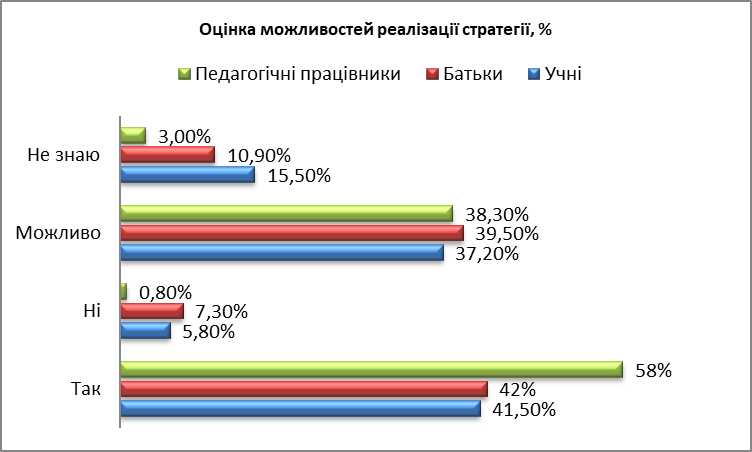 Оцінка можливостей реалізації стратегії, %
Педагогічні працівники Батьки Учні
Не знаю
3,00%
10,90%
15,50%
Можливо
38,30%
39,50%
37,20%
Ні
0,80%
7,30%
5,80%
Так
58%
42%
41,50%